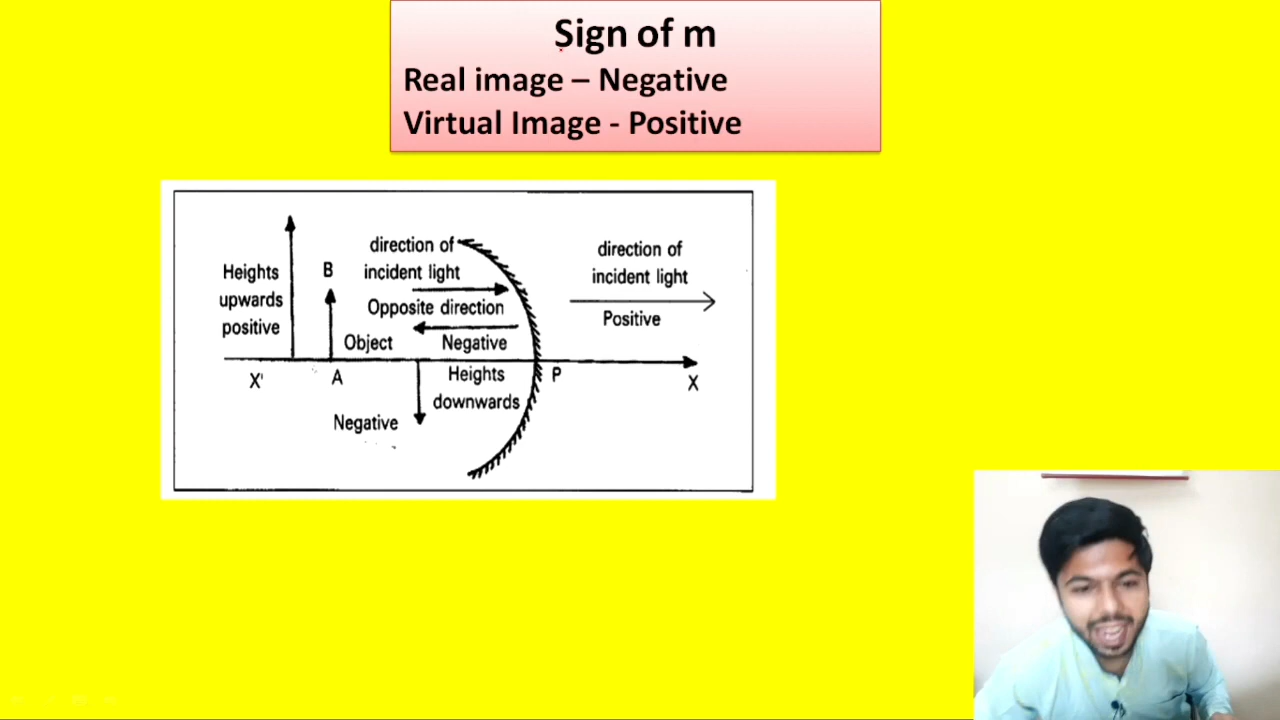 Sign of m
Real image – Negative
Virtual Image - Positive
direction of
incident light
Opposite direction
Negative
Heights
upwards
positive
B
Object
X'
A
Negative
Heights
downwards
P
direction of
incident light
Positive
X